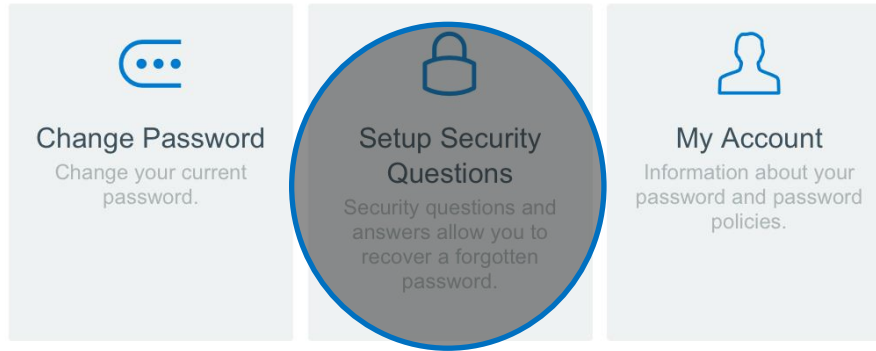 Change Password
Change your current
password.
Setup Security
Questions
Security questions and
answers allow you to
recover a forgotten
password.
My Account
Information about your
password and password
policies.